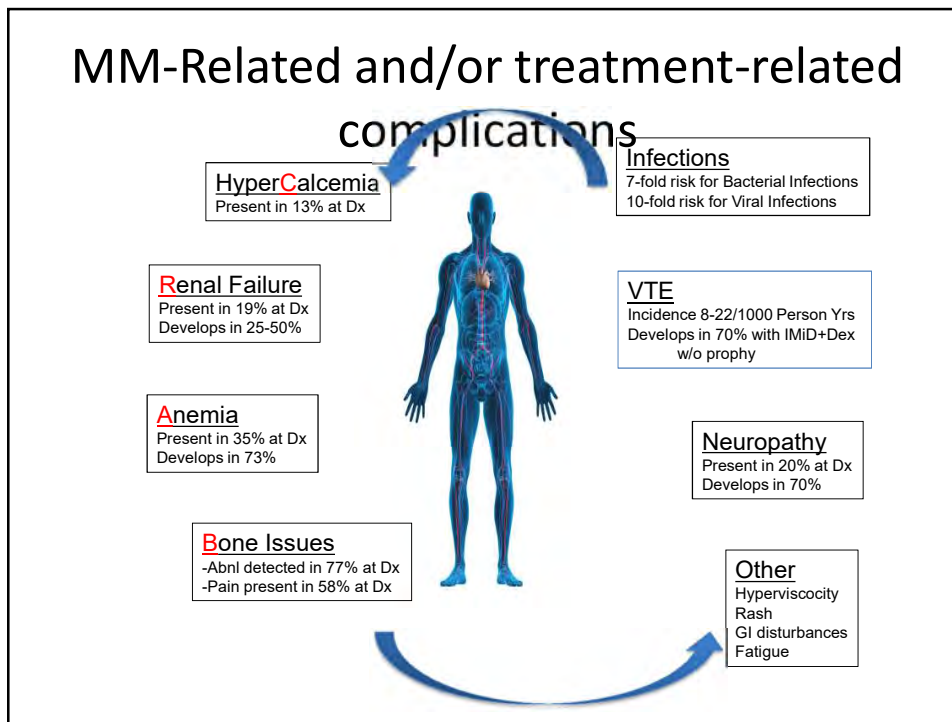 MM-Related and/or treatment-related
complications
HyperCalcemia
Present in 13% at Dx
Renal Failure
Present in 19% at Dx
Develops in 25-50%
Anemia
Present in 35% at Dx
Develops in 73%
Bone Issues
-Abnl detected in 77% at Dx
-Pain present in 58% at Dx
Infections
7-fold risk for Bacterial Infections
10-fold risk for Viral Infections
VTE
Incidence 8-22/1000 Person Yrs
Develops in 70% with IMiD+Dex
w/o prophy
Neuropathy
Present in 20% at Dx
Develops in 70%
Other
Hyperviscocity
Rash
GI disturbances
Fatigue